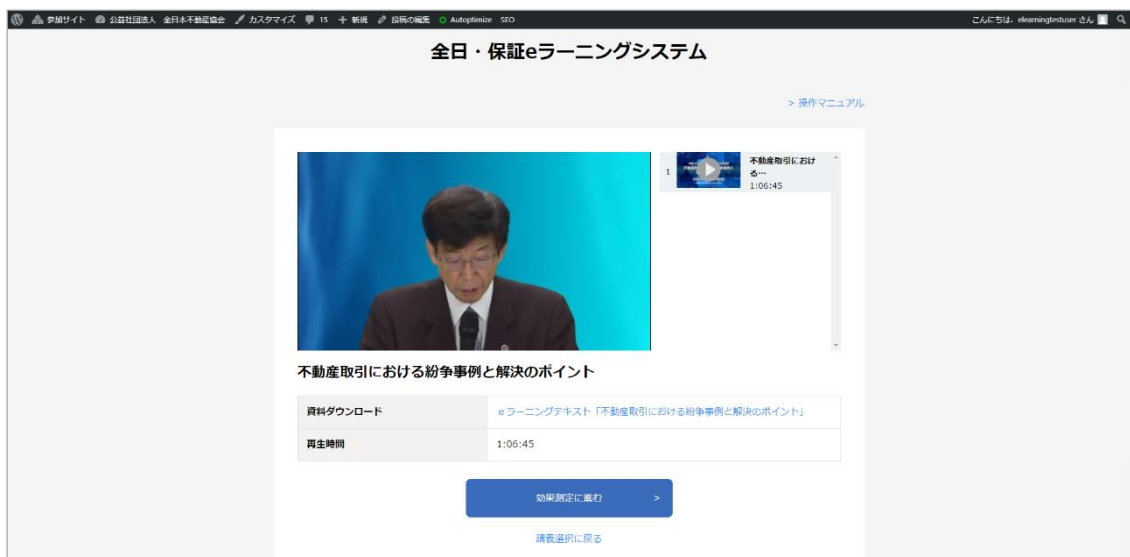 参加サイト 公益社団法人 全日本不動産協会 カスタマイズ 15 新規 投稿の編集 Autoptimize SEO こんにちは、elearningtestuser さん
全日・保証eラーニングシステム
> 操作マニュアル
1
不動産取引におけ
る…
1:06:45
不動産取引における紛争事例と解決のポイント
資料ダウンロード eラーニングテキスト「不動産取引における紛争事例と解決のポイント」
再生時間 1:06:45
効果測定に進む >
講義選択に戻る